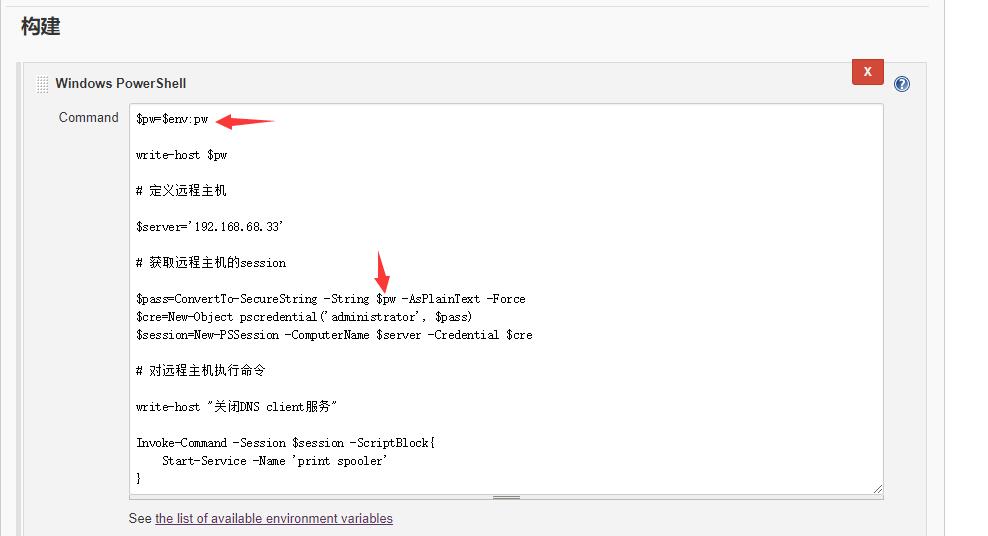 构建
Windows PowerShell
X
?
Command
$pw=$env:pw
write-host $pw
# 定义远程主机
$server='192.168.68.33'
# 获取远程主机的session
$pass=ConvertTo-SecureString -String $pw -AsPlainText -Force
$cre=New-Object pscredential('administrator', $pass)
$session=New-PSSession -ComputerName $server -Credential $cre
# 对远程主机执行命令
write-host "关闭DNS client服务"
Invoke-Command -Session $session -ScriptBlock{
    Start-Service -Name 'print spooler'
}
See the list of available environment variables